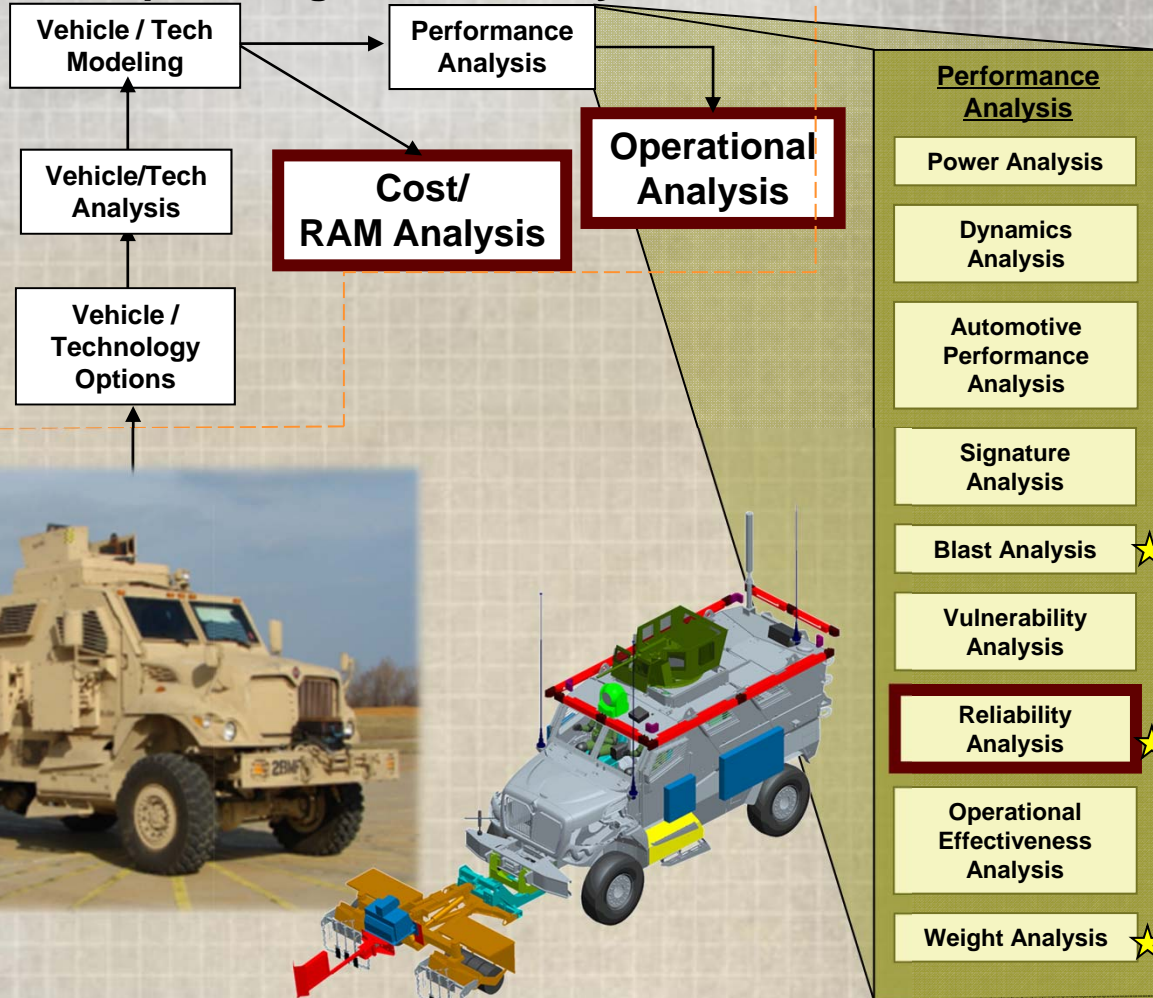 Vehicle / Tech
Modeling
Performance
Analysis
Vehicle/Tech
Analysis
Cost/
RAM Analysis
Operational
Analysis
Vehicle /
Technology
Options
Performance
Analysis
Power Analysis
Dynamics
Analysis
Automotive
Performance
Analysis
Signature
Analysis
Blast Analysis
Vulnerability
Analysis
Reliability
Analysis
Operational
Effectiveness
Analysis
Weight Analysis